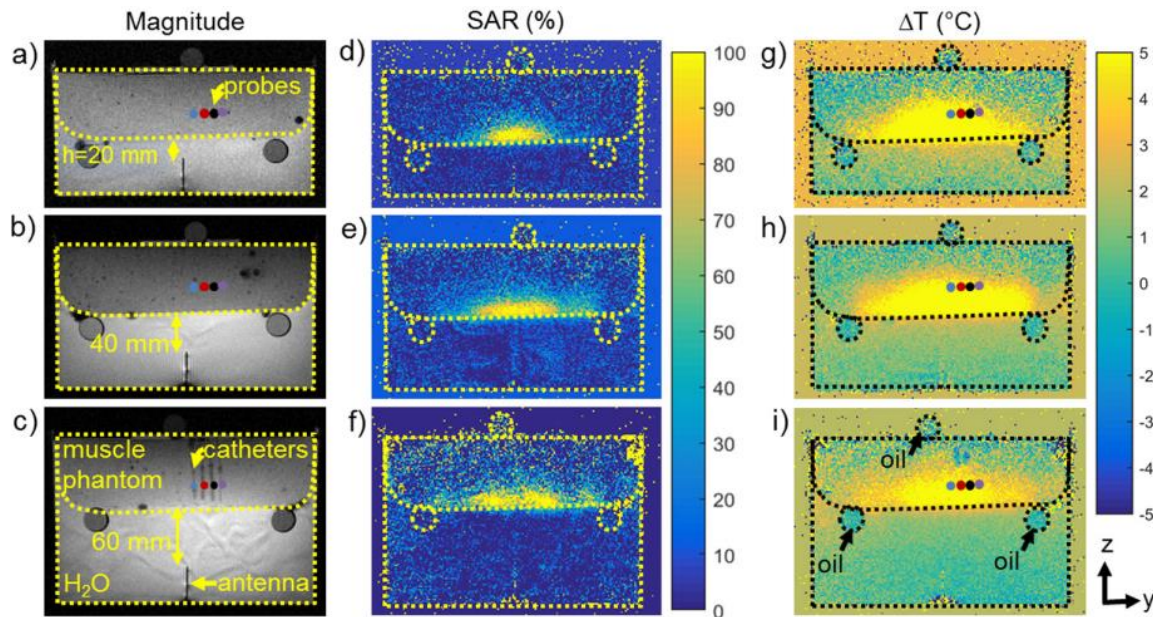 Magnitude
SAR (%)
ΔT (°C)
a)
probes
h=20 mm
d)
g)
b)
40 mm
e)
h)
c)
muscle
phantom
catheters
60 mm
H₂O
antenna
f)
i)
oil
oil
oil
100
90
80
70
60
50
40
30
20
10
0
5
4
3
2
1
0
-1
-2
-3
-4
-5
z
y